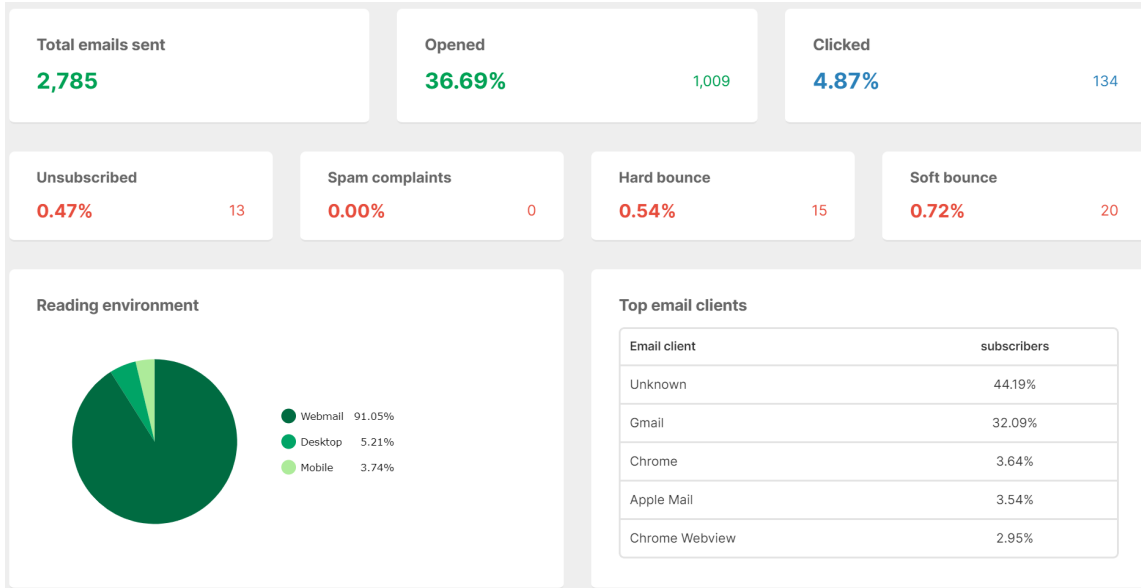 Total emails sent
2,785
Opened
36.69% 1,009
Clicked
4.87% 134
Unsubscribed
0.47% 13
Spam complaints
0.00% 0
Hard bounce
0.54% 15
Soft bounce
0.72% 20
Reading environment
Webmail 91.05%
Desktop 5.21%
Mobile 3.74%
Top email clients
Email client subscribers
Unknown 44.19%
Gmail 32.09%
Chrome 3.64%
Apple Mail 3.54%
Chrome Webview 2.95%